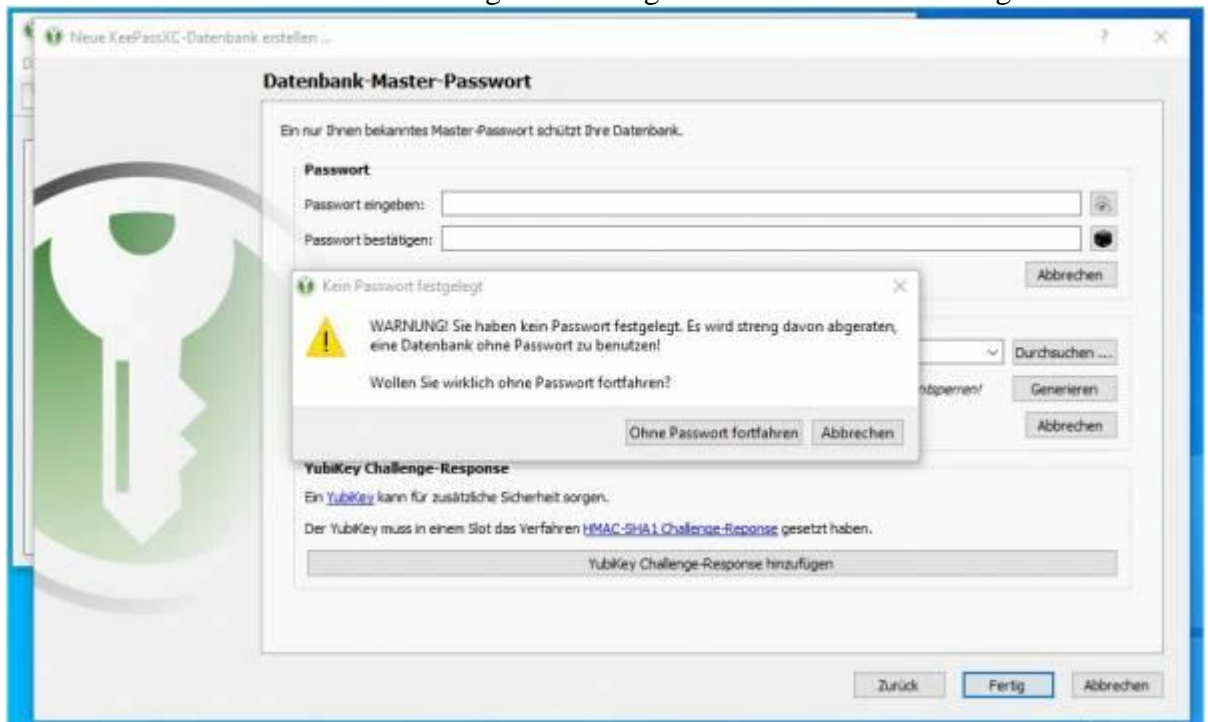 Neue KeePassXC-Datenbank erstellen ...
Datenbank-Master-Passwort
Ein nur Ihnen bekanntes Master-Passwort schützt Ihre Datenbank.
Passwort
Passwort eingeben:
Passwort bestätigen:
Abbrechen
Kein Passwort festgelegt
WARNUNG! Sie haben kein Passwort festgelegt. Es wird streng davon abgeraten,
eine Datenbank ohne Passwort zu benutzen!
Wollen Sie wirklich ohne Passwort fortfahren?
Ohne Passwort fortfahren Abbrechen
Durchsuchen ...
Generieren
Abbrechen
YubiKey Challenge-Response
Ein YubiKey kann für zusätzliche Sicherheit sorgen.
Der YubiKey muss in einem Slot das Verfahren HMAC-SHA1 Challenge-Reponse gesetzt haben.
YubiKey Challenge-Response hinzufügen
Zurück Fertig Abbrechen